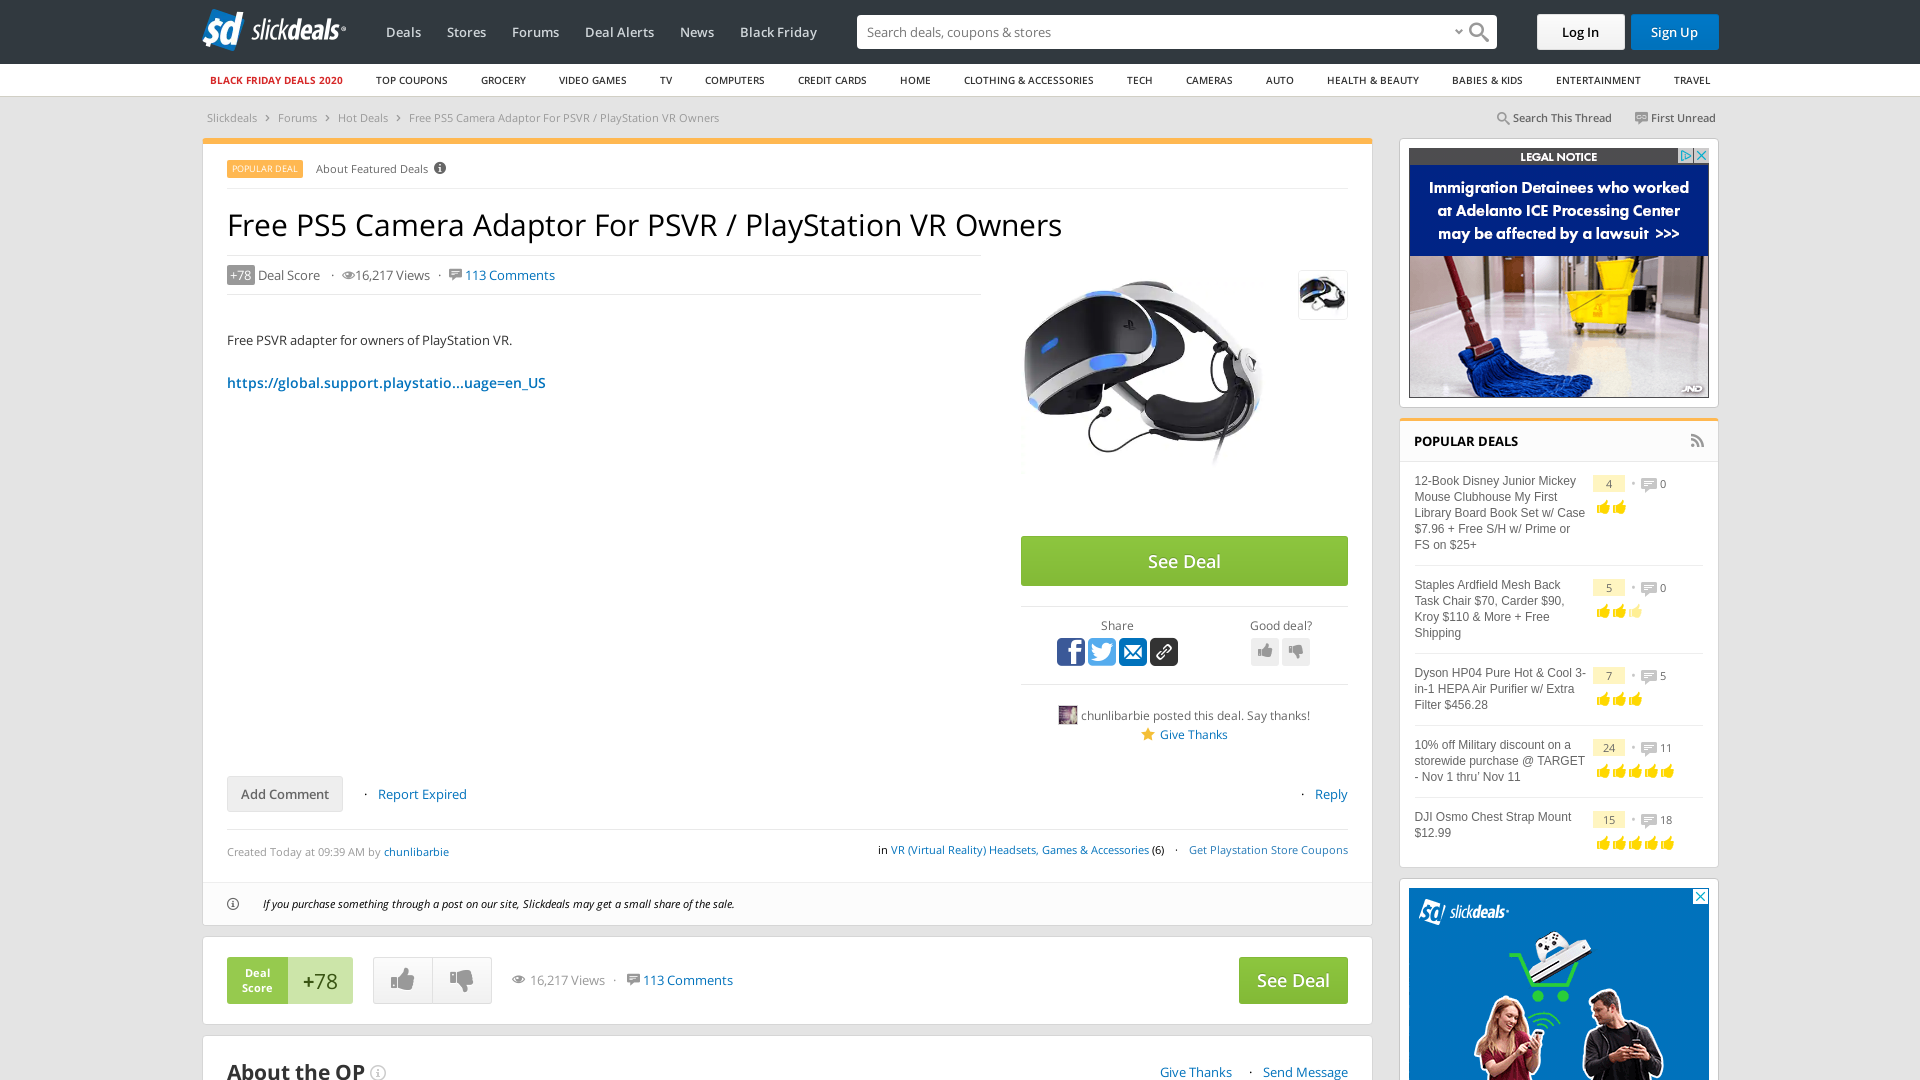 slickdeals
Deals Stores Forums Deal Alerts News Black Friday
Search deals, coupons & shopping
Log In
Sign Up
BLACK FRIDAY DEALS 2020 TOP COUPONS GROCERY VIDEO GAMES TV COMPUTERS CREDIT CARDS HOME CLOTHING & ACCESSORIES TECH CAMERAS AUTO HEALTH & BEAUTY BABIES & KIDS ENTERTAINMENT TRAVEL
Slickdeals › Forums › Hot Deals › Free PS5 Camera Adaptor For PSVR / PlayStation VR Owners
Search This Thread
First Unread
POPULAR DEAL
About Featured Deals
Free PS5 Camera Adaptor For PSVR / PlayStation VR Owners
+78 Deal Score · 16,217 Views · 113 Comments
Free PSVR adapter for owners of PlayStation VR.
https://global.support.playstatio...uage=en_US
See Deal
Share
Good deal?
chunlibarbie posted this deal. Say thanks!
Give Thanks
Add Comment · Report Expired
· Reply
Created Today at 09:39 AM by chunlibarbie
in VR (Virtual Reality) Headsets, Games & Accessories (6) · Get Playstation Store Coupons
If you purchase something through a post on our site, Slickdeals may get a small share of the sale.
Deal
Score
+78
16,217 Views · 113 Comments
See Deal
About the OP
Give Thanks · Send Message
LEGAL NOTICE
Immigration Detainees who worked
at Adelanto ICE Processing Center
may be affected by a lawsuit >>>
JND
POPULAR DEALS
12-Book Disney Junior Mickey
Mouse Clubhouse My First
Library Board Book Set w/ Case
$7.96 + Free S/H w/ Prime or
FS on $25+
4 • 0
Staples Ardfield Mesh Back
Task Chair $70, Carder $90,
Kroy $110 & More + Free
Shipping
5 • 0
Dyson HP04 Pure Hot & Cool 3-
in-1 HEPA Air Purifier w/ Extra
Filter $456.28
7 • 5
10% off Military discount on a
storewide purchase @ TARGET
- Nov 1 thru' Nov 11
24 • 11
DJI Osmo Chest Strap Mount
$12.99
15 • 18
slickdeals